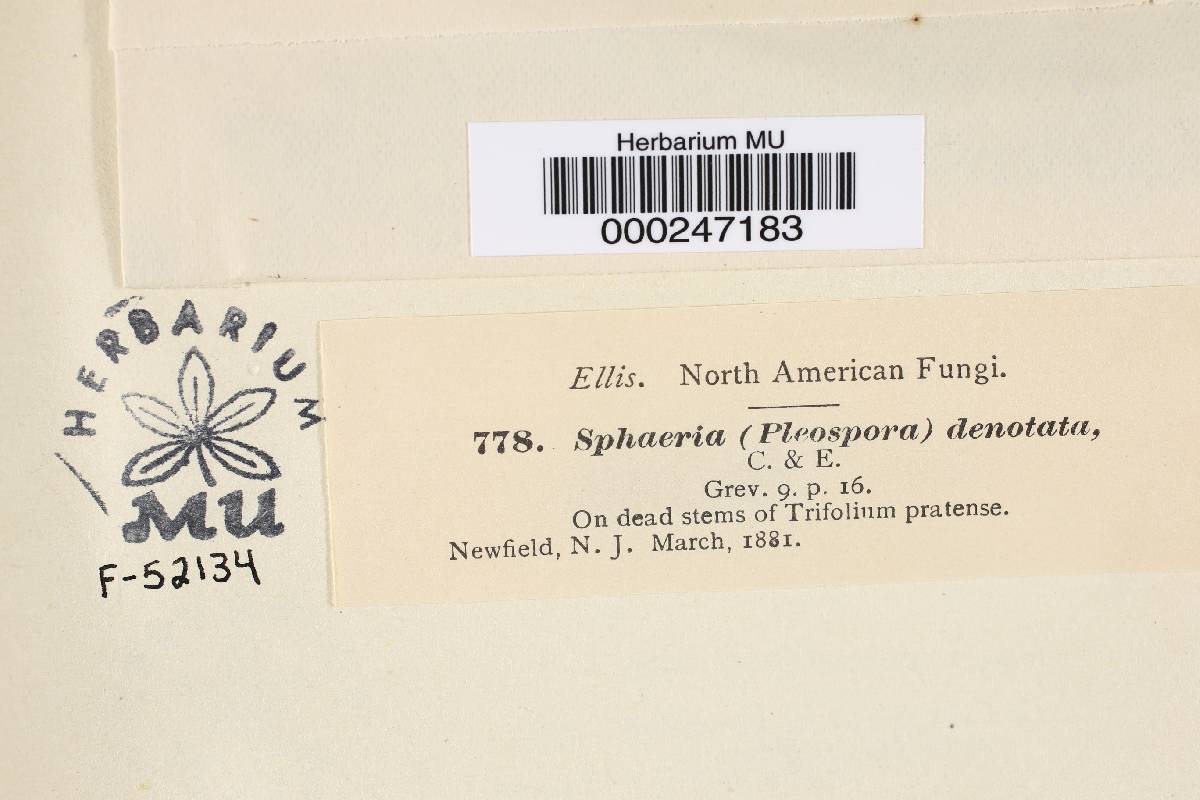 Herbarium MU
000247183
HERBARIUM
MU
F-52134
Ellis. North American Fungi.
778. Sphaeria (Pleospora) denotata,
C. & E.
Grev. 9. p. 16.
On dead stems of Trifolium pratense.
Newfield, N. J. March, 1881.